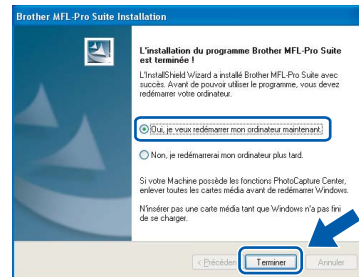 Brother MFL-Pro Suite Installation
L'installation du programme Brother MFL-Pro Suite
est terminée !
L'InstallShield Wizard a installé Brother MFL-Pro Suite avec
succès. Avant de pouvoir utiliser le programme, vous devez
redémarrer votre ordinateur.
Oui, je veux redémarrer mon ordinateur maintenant.
Non, je redémarrerai mon ordinateur plus tard.
Si votre Machine possède les fonctions PhotoCapture Center,
enlever toutes les cartes média avant de redémarrer Windows.
N'insérer pas une carte média tant que Windows n'a pas fini
de se charger.
< Précédent Terminer Annuler